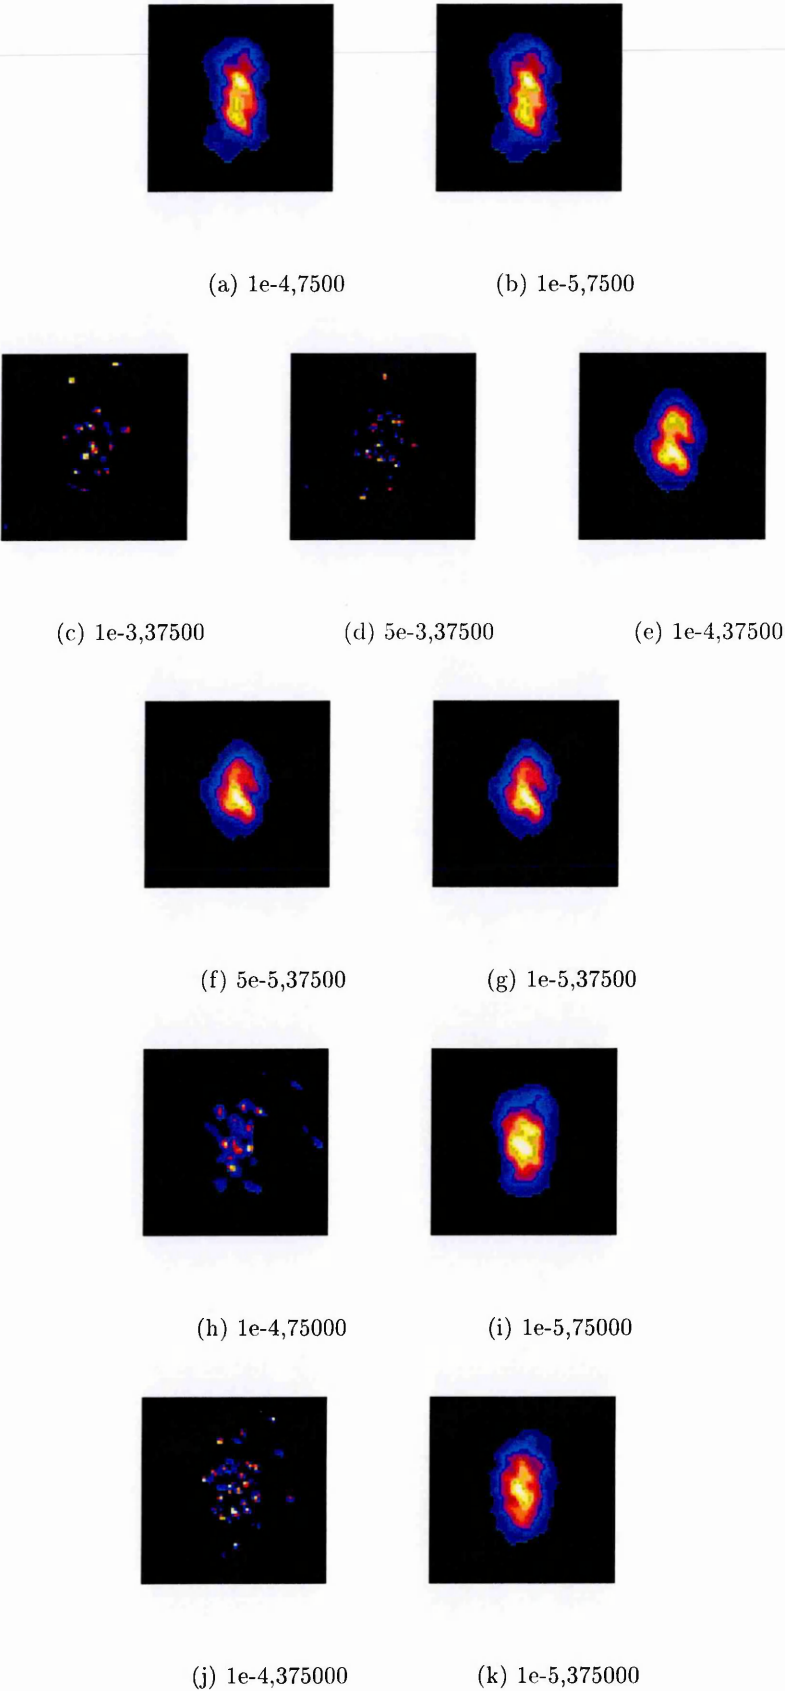 (a) 1e-4,7500
(b) 1e-5,7500
(c) 1e-3,37500
(d) 5e-3,37500
(e) 1e-4,37500
(f) 5e-5,37500
(g) 1e-5,37500
(h) 1e-4,75000
(i) 1e-5,75000
(j) 1e-4,375000
(k) 1e-5,375000